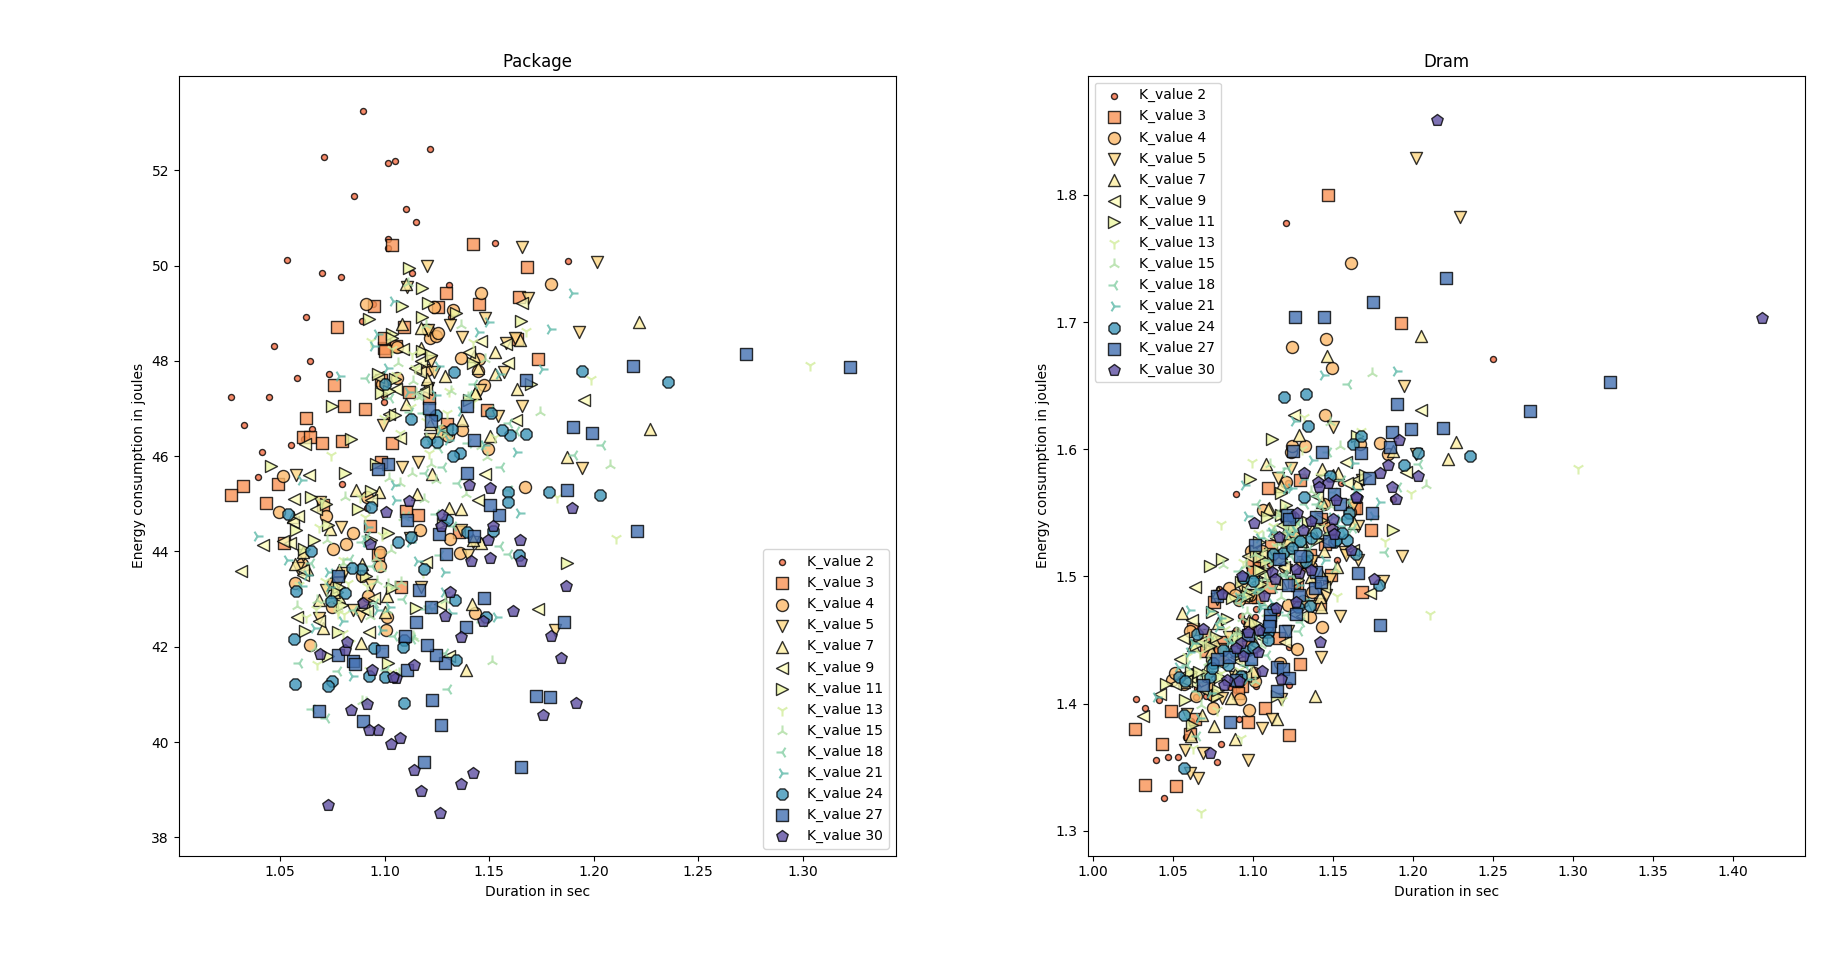 Package
Energy consumption in joules
52
50
48
46
44
42
40
38
1.05 1.10 1.15 1.20 1.25 1.30
Duration in sec
K_value 2
K_value 3
K_value 4
K_value 5
K_value 7
K_value 9
K_value 11
K_value 13
K_value 15
K_value 18
K_value 21
K_value 24
K_value 27
K_value 30
Dram
Energy consumption in joules
1.8
1.7
1.6
1.5
1.4
1.3
1.00 1.05 1.10 1.15 1.20 1.25 1.30 1.35 1.40
Duration in sec
K_value 2
K_value 3
K_value 4
K_value 5
K_value 7
K_value 9
K_value 11
K_value 13
K_value 15
K_value 18
K_value 21
K_value 24
K_value 27
K_value 30